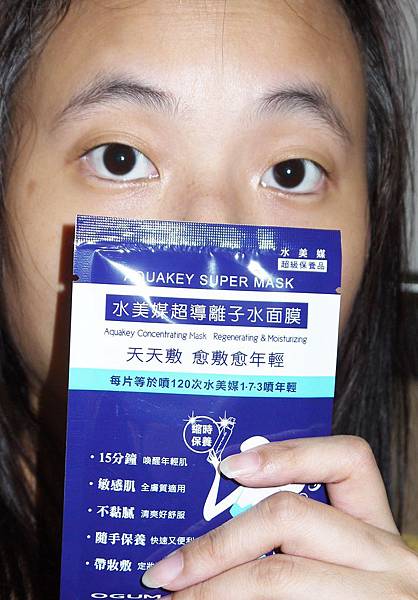 水美媒
超級保養品
AQUAKEY SUPER MASK
水美媒超導離子水面膜
Aquakey Concentrating Mask Regenerating & Moisturizing
天天敷 愈敷愈年輕
每片等於噴120次水美媒1·7·3噴年輕
縮時
保養
·15分鐘 喚醒年輕肌
·敏感肌 全膚質適用
·不黏膩 清爽好舒服
·隨手保養 快速又便利
·帶妝敷 定妝
OGUM